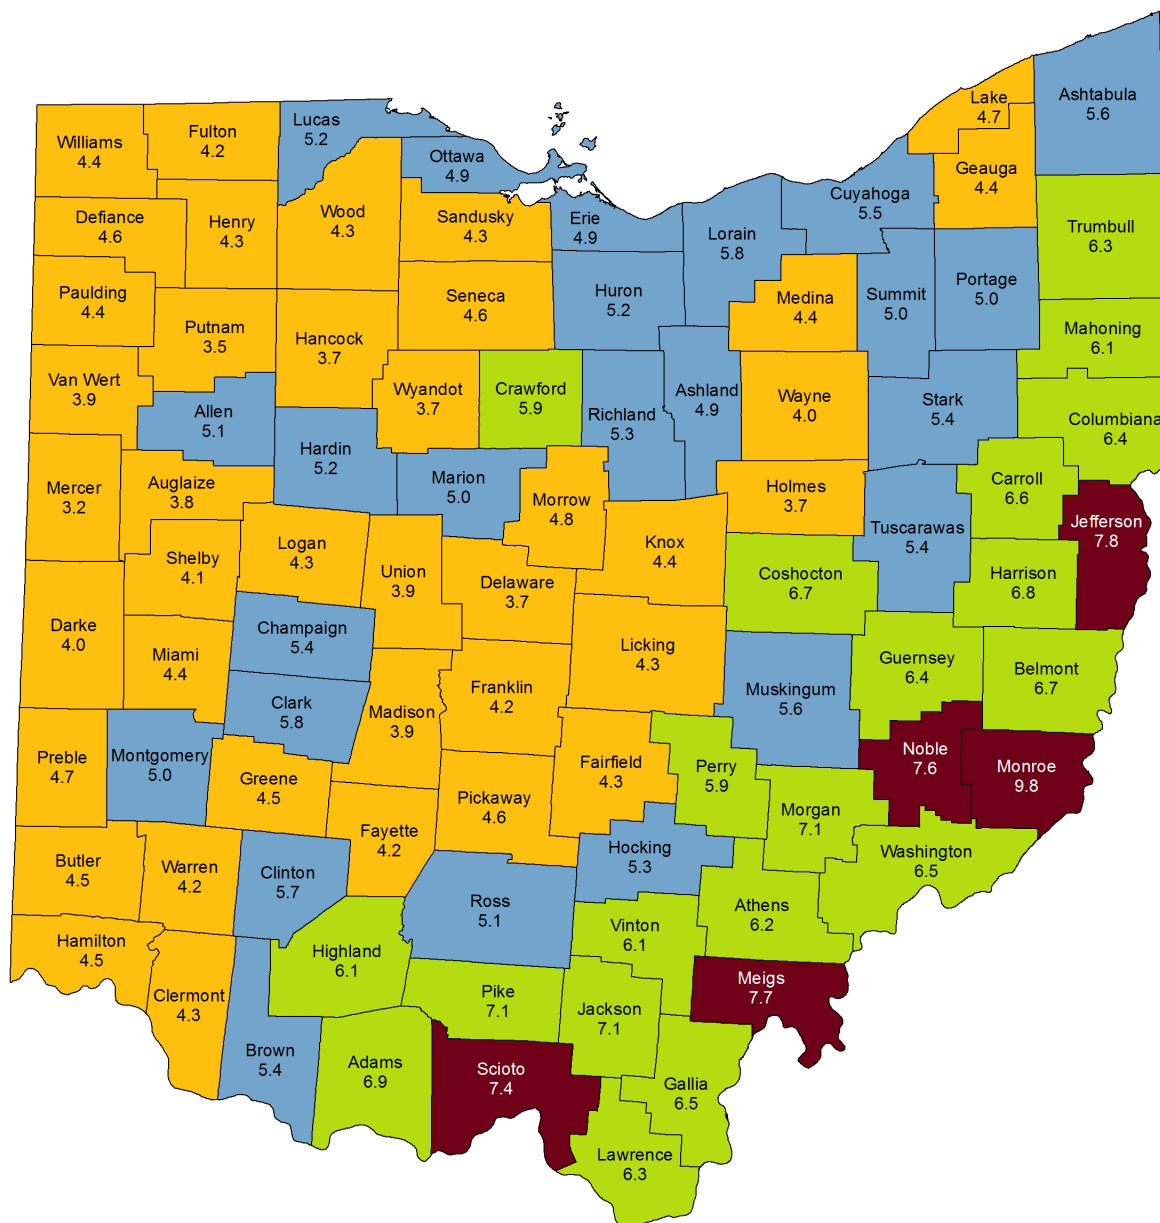 Ashtabula
5.6
Lake
4.7
Lucas
5.2
Fulton
4.2
Williams
4.4
Ottawa
4.9
Geauga
4.4
Cuyahoga
5.5
Wood
4.3
Sandusky
4.3
Erie
4.9
Defiance
4.6
Henry
4.3
Lorain
5.8
Trumbull
6.3
Portage
5.0
Huron
5.2
Summit
5.0
Seneca
4.6
Medina
4.4
Paulding
4.4
Putnam
3.5
Hancock
3.7
Mahoning
6.1
Van Wert
3.9
Wyandot
3.7
Crawford
5.9
Ashland
4.9
Wayne
4.0
Stark
5.4
Allen
5.1
Richland
5.3
Columbiana
6.4
Hardin
5.2
Marion
5.0
Carroll
6.6
Mercer
3.2
Auglaize
3.8
Holmes
3.7
Morrow
4.8
Jefferson
7.8
Tuscarawas
5.4
Logan
4.3
Knox
4.4
Shelby
4.1
Union
3.9
Delaware
3.7
Coshocton
6.7
Harrison
6.8
Darke
4.0
Champaign
5.4
Licking
4.3
Miami
4.4
Guernsey
6.4
Belmont
6.7
Franklin
4.2
Muskingum
5.6
Clark
5.8
Madison
3.9
Preble
4.7
Montgomery
5.0
Noble
7.6
Fairfield
4.3
Perry
5.9
Monroe
9.8
Greene
4.5
Pickaway
4.6
Morgan
7.1
Fayette
4.2
Hocking
5.3
Washington
6.5
Butler
4.5
Warren
4.2
Clinton
5.7
Ross
5.1
Athens
6.2
Vinton
6.1
Hamilton
4.5
Highland
6.1
Meigs
7.7
Clermont
4.3
Pike
7.1
Jackson
7.1
Brown
5.4
Adams
6.9
Scioto
7.4
Gallia
6.5
Lawrence
6.3